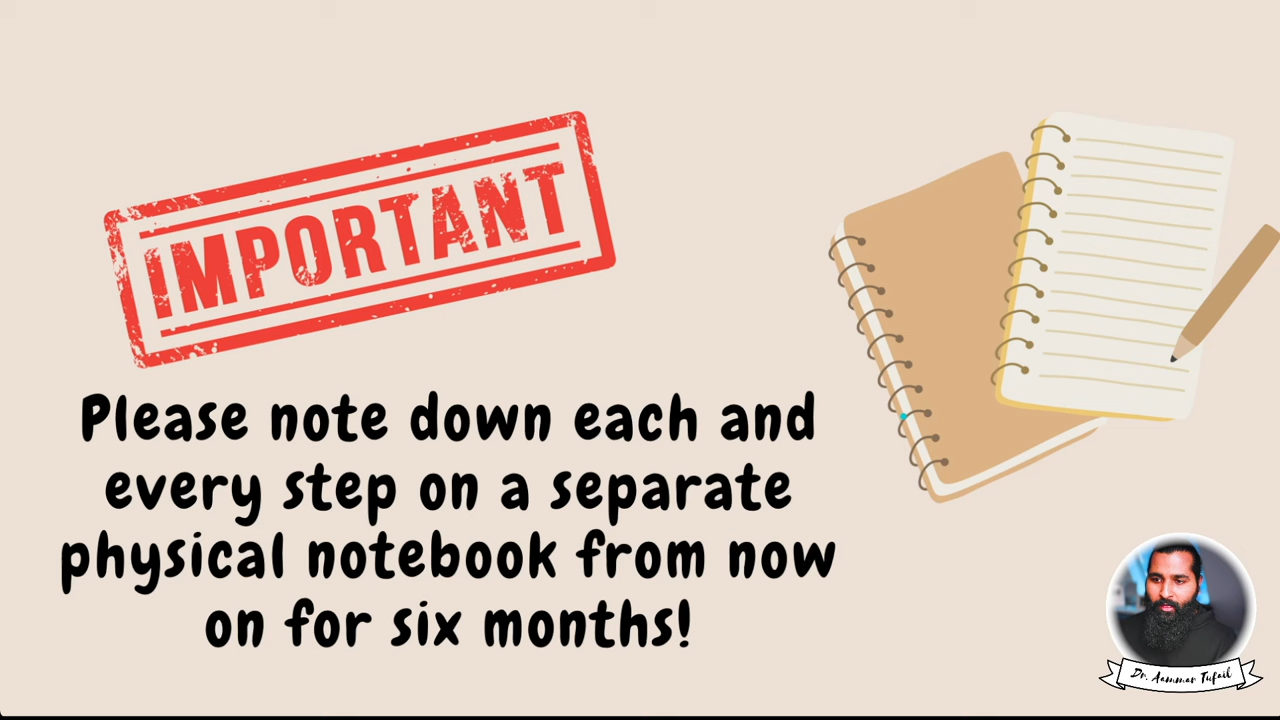 IMPORTANT
Please note down each and
every step on a separate
physical notebook from now
on for six months!
Dr. Aammar Tufail